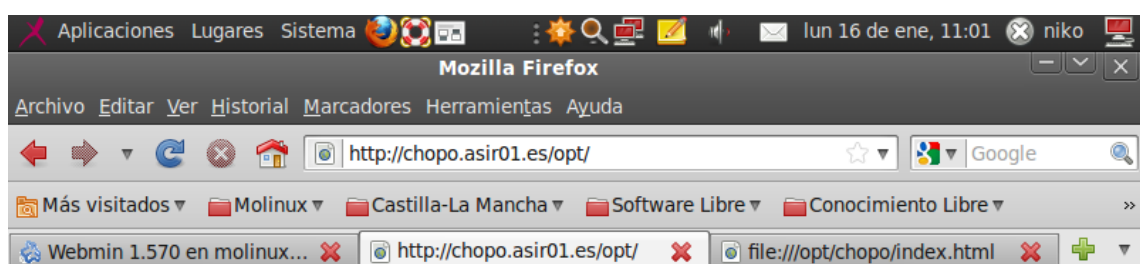 Aplicaciones Lugares Sistema lun 16 de ene, 11:01 niko
Mozilla Firefox
Archivo Editar Ver Historial Marcadores Herramientas Ayuda
http://chopo.asir01.es/opt/ Google
Más visitados Molinux Castilla-La Mancha Software Libre Conocimiento Libre »
Webmin 1.570 en molinux... http://chopo.asir01.es/opt/ file:///opt/chopo/index.html